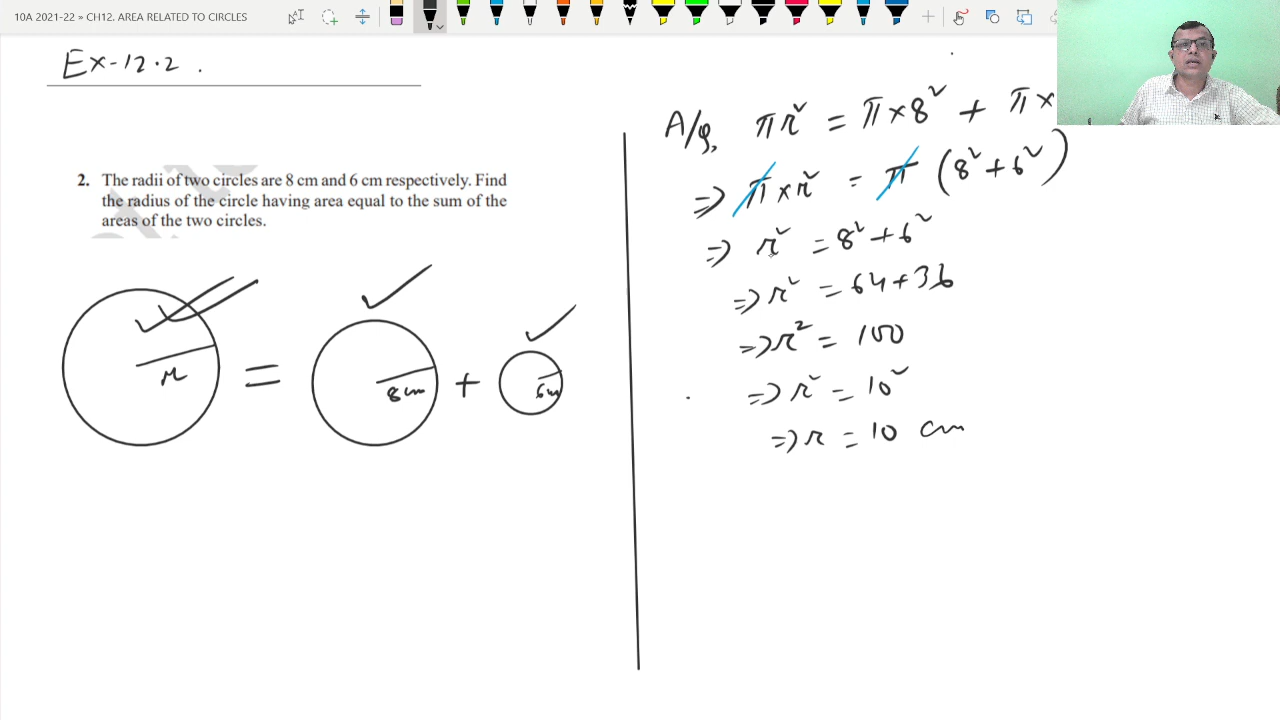 10A 2021-22 » CH12. AREA RELATED TO CIRCLES
Ex-12.2.
2. The radii of two circles are 8 cm and 6 cm respectively. Find
the radius of the circle having area equal to the sum of the
areas of the two circles.
r = 8cm + 6cm
A/q, πr² = π×8² + π×
⇒ π×r² = π (8²+6²)
⇒ r² = 8²+6²
⇒ r² = 64+36
⇒ r² = 100
⇒ r² = 10²
⇒ r = 10 cm